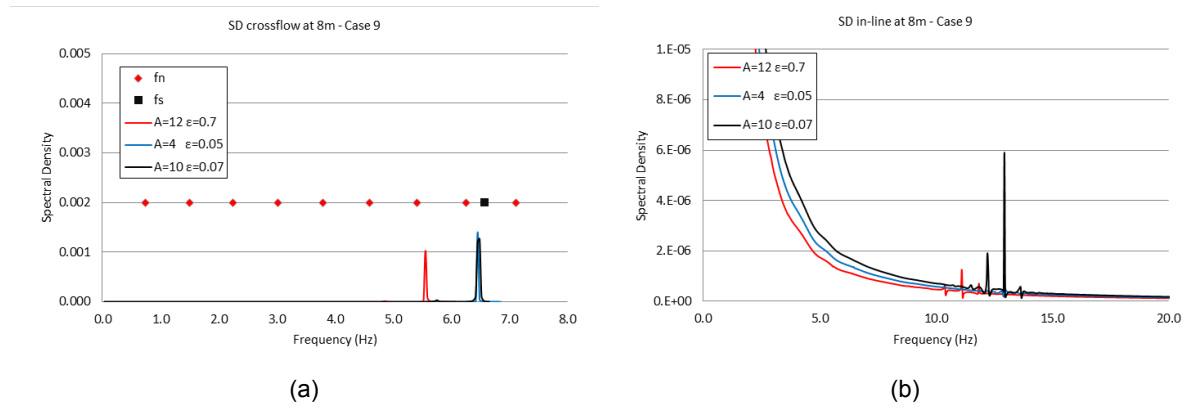 SD crossflow at 8m - Case 9
Spectral Density
0.005
0.004
0.003
0.002
0.001
0.000
fn
fs
A=12 ε=0.7
A=4 ε=0.05
A=10 ε=0.07
0.0 1.0 2.0 3.0 4.0 5.0 6.0 7.0 8.0
Frequency (Hz)
(a)
SD in-line at 8m - Case 9
Spectral Density
1.E-05
8.E-06
6.E-06
4.E-06
2.E-06
0.E+00
A=12 ε=0.7
A=4 ε=0.05
A=10 ε=0.07
0.0 5.0 10.0 15.0 20.0
Frequency (Hz)
(b)